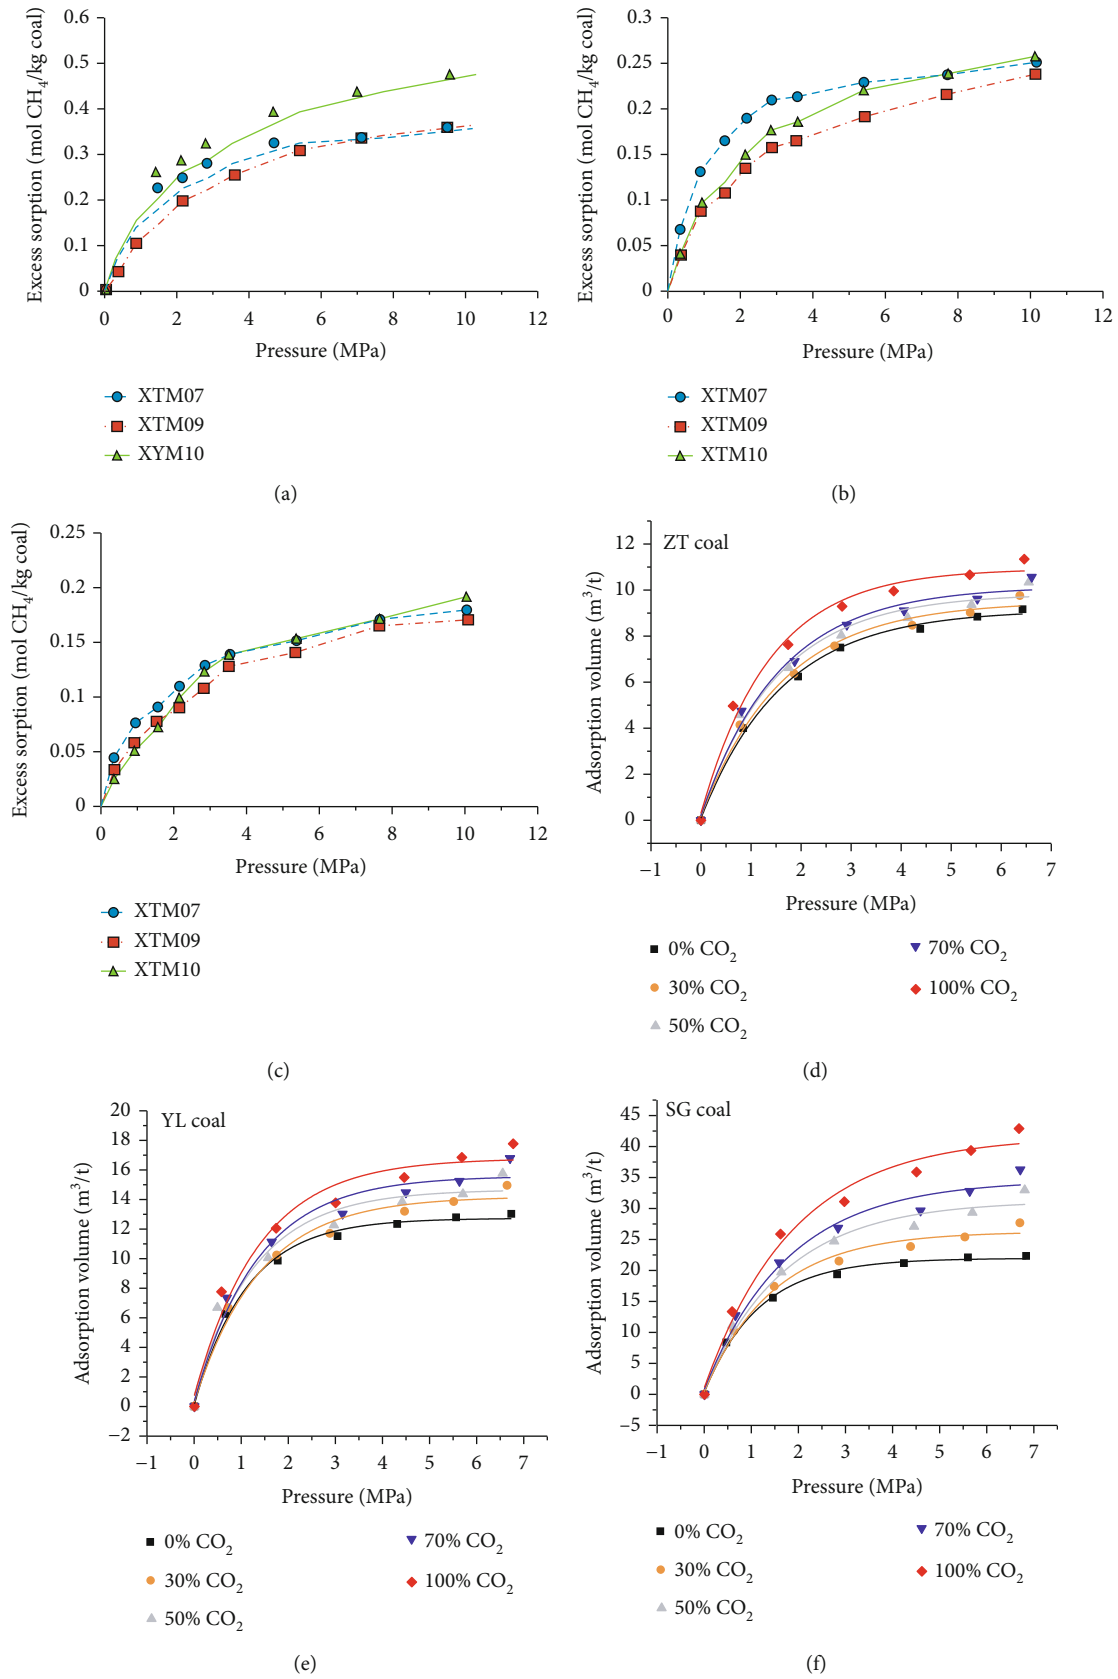 0.6
0.5
0.4
0.3
0.2
0.1
0
Excess sorption (mol CH4/kg coal)
0 2 4 6 8 10 12
Pressure (MPa)
XTM07
XTM09
XYM10
(a)
0.3
0.25
0.2
0.15
0.1
0.05
0
Excess sorption (mol CH4/kg coal)
0 2 4 6 8 10 12
Pressure (MPa)
XTM07
XTM09
XTM10
(b)
0.25
0.2
0.15
0.1
0.05
0
Excess sorption (mol CH4/kg coal)
0 2 4 6 8 10 12
Pressure (MPa)
XTM07
XTM09
XTM10
(c)
ZT coal
12
10
8
6
4
2
0
Adsorption volume (m3/t)
−1 0 1 2 3 4 5 6 7
Pressure (MPa)
0% CO2
30% CO2
50% CO2
70% CO2
100% CO2
(d)
YL coal
20
18
16
14
12
10
8
6
4
2
0
−2
Adsorption volume (m3/t)
−1 0 1 2 3 4 5 6 7
Pressure (MPa)
0% CO2
30% CO2
50% CO2
70% CO2
100% CO2
(e)
SG coal
45
40
35
30
25
20
15
10
5
0
−5
Adsorption volume (m3/t)
−1 0 1 2 3 4 5 6 7
Pressure (MPa)
0% CO2
30% CO2
50% CO2
70% CO2
100% CO2
(f)